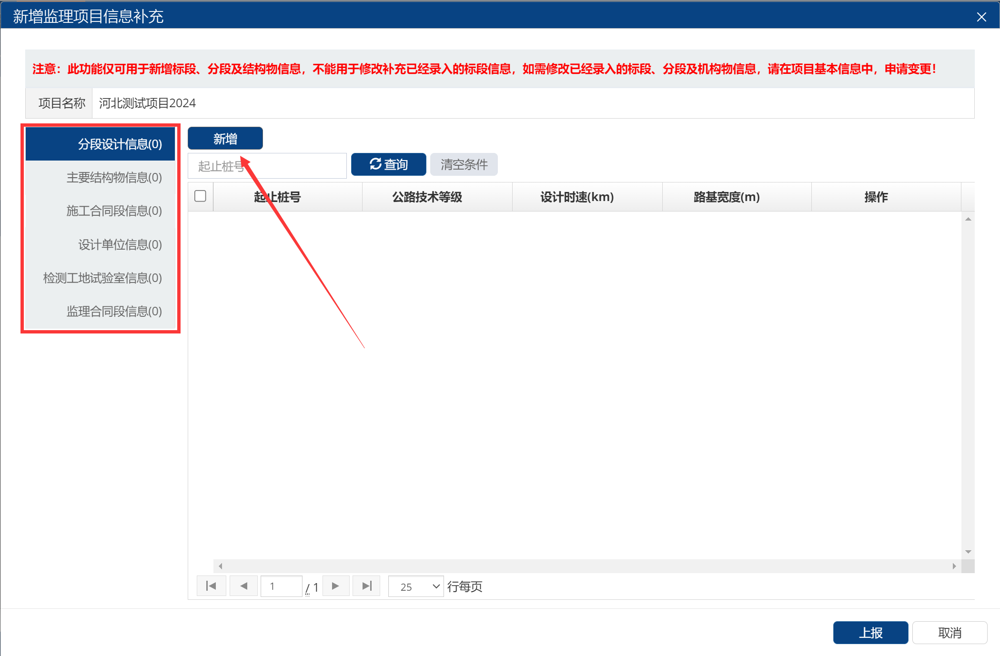 新增监理项目信息补充
注意：此功能仅可用于新增标段、分段及结构物信息，不能用于修改补充已经录入的标段信息，如需修改已经录入的标段、分段及机构物信息，请在项目基本信息中，申请变更！
项目名称 河北测试项目2024
分段设计信息(0)
主要结构物信息(0)
施工合同段信息(0)
设计单位信息(0)
检测工地试验室信息(0)
监理合同段信息(0)
新增
起止桩号 查询 清空条件
起止桩号 公路技术等级 设计时速(km) 路基宽度(m) 操作
1 / 1 25 行每页
上报 取消